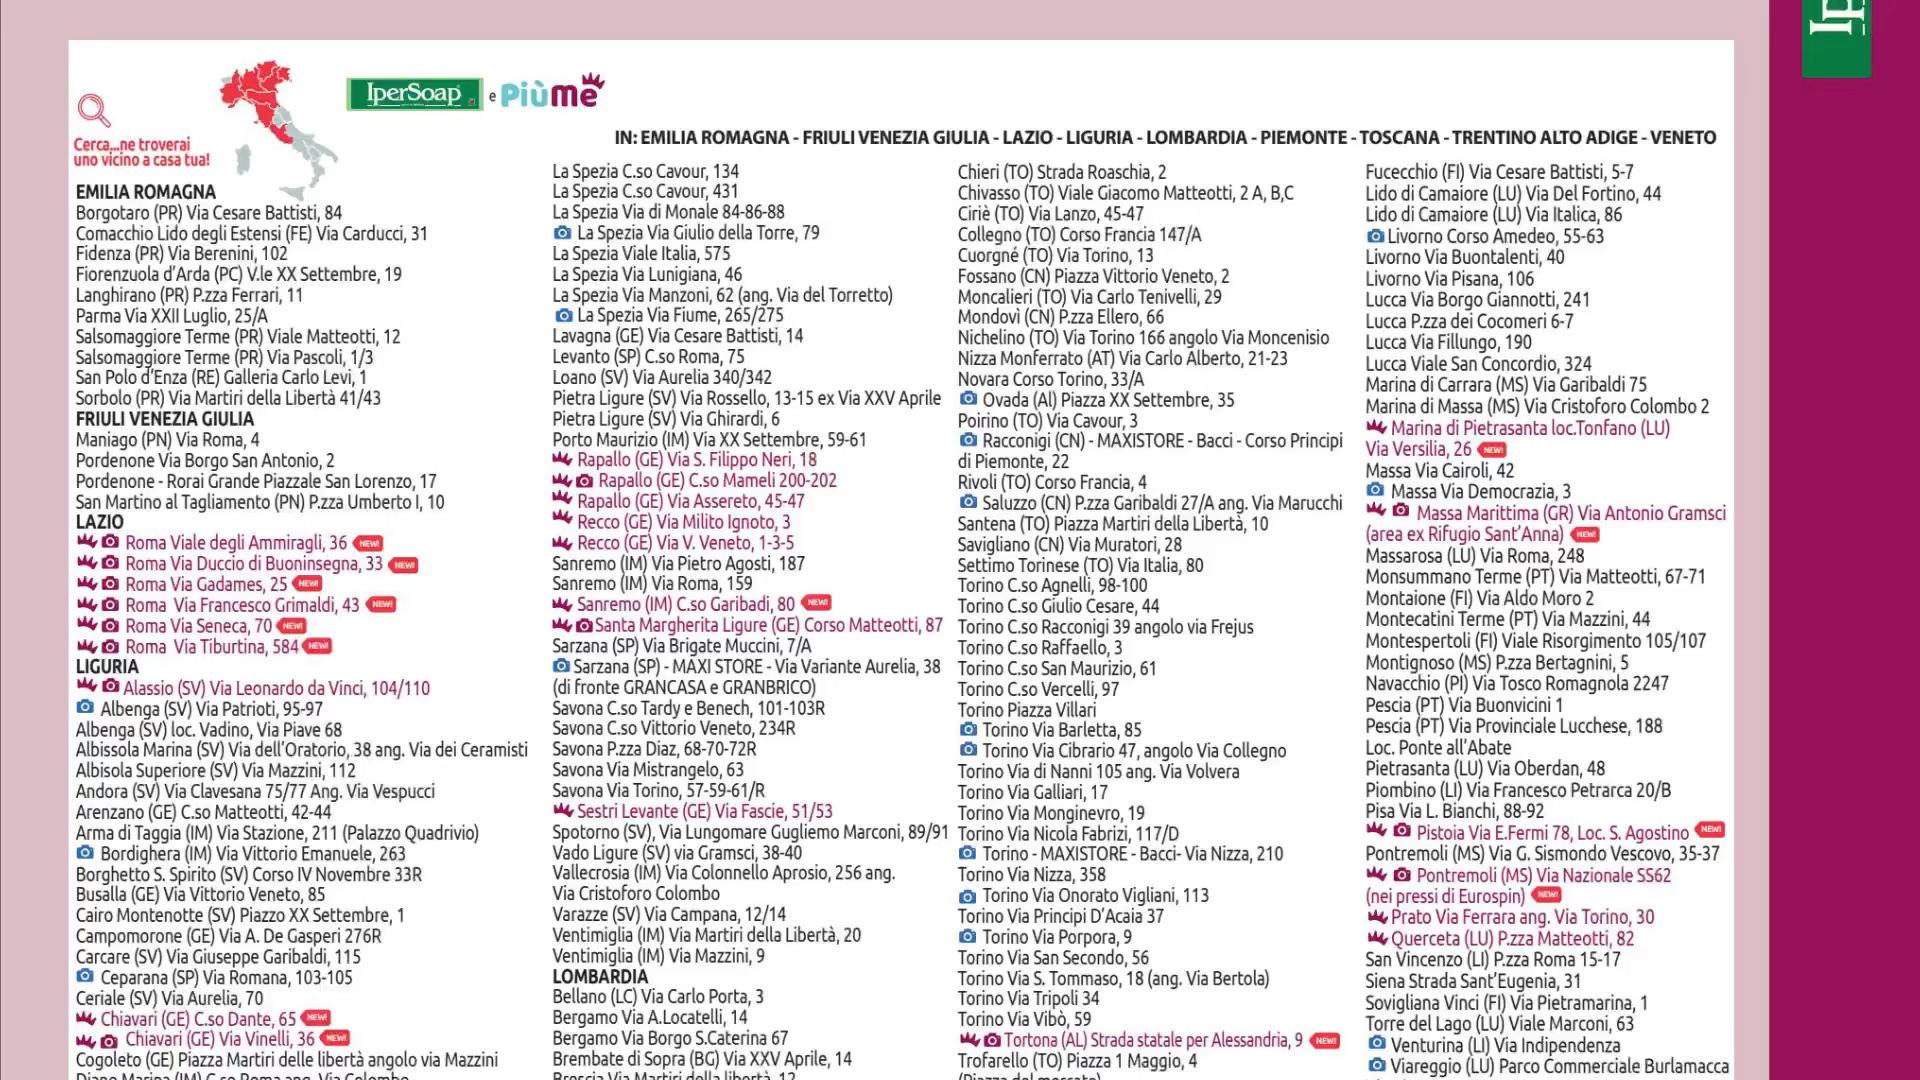 IperSoap e Piùme
Cerca...ne troverai
uno vicino a casa tua!
IN: EMILIA ROMAGNA - FRIULI VENEZIA GIULIA - LAZIO - LIGURIA - LOMBARDIA - PIEMONTE - TOSCANA - TRENTINO ALTO ADIGE - VENETO
EMILIA ROMAGNA
Borgotaro (PR) Via Cesare Battisti, 84
Comacchio Lido degli Estensi (FE) Via Carducci, 31
Fidenza (PR) Via Berenini, 102
Fiorenzuola d'Arda (PC) V.le XX Settembre, 19
Langhirano (PR) P.zza Ferrari, 11
Parma Via XXII Luglio, 25/A
Salsomaggiore Terme (PR) Viale Matteotti, 12
Salsomaggiore Terme (PR) Via Pascoli, 1/3
San Polo d'Enza (RE) Galleria Carlo Levi, 1
Sorbolo (PR) Via Martiri della Libertà 41/43
FRIULI VENEZIA GIULIA
Maniago (PN) Via Roma, 4
Pordenone Via Borgo San Antonio, 2
Pordenone - Rorai Grande Piazzale San Lorenzo, 17
San Martino al Tagliamento (PN) P.zza Umberto I, 10
LAZIO
Roma Viale degli Ammiragli, 36 NEW!
Roma Via Duccio di Buoninsegna, 33 NEW!
Roma Via Gadames, 25 NEW!
Roma Via Francesco Grimaldi, 43 NEW!
Roma Via Seneca, 70 NEW!
Roma Via Tiburtina, 584 NEW!
LIGURIA
Alassio (SV) Via Leonardo da Vinci, 104/110
Albenga (SV) Via Patrioti, 95-97
Albenga (SV) loc. Vadino, Via Piave 68
Albissola Marina (SV) Via dell'Oratorio, 38 ang. Via dei Ceramisti
Albisola Superiore (SV) Via Mazzini, 112
Andora (SV) Via Clavesana 75/77 Ang. Via Vespucci
Arenzano (GE) C.so Matteotti, 42-44
Arma di Taggia (IM) Via Stazione, 211 (Palazzo Quadrivio)
Bordighera (IM) Via Vittorio Emanuele, 263
Borghetto S. Spirito (SV) Corso IV Novembre 33R
Busalla (GE) Via Vittorio Veneto, 85
Cairo Montenotte (SV) Piazzo XX Settembre, 1
Campomorone (GE) Via A. De Gasperi 276R
Carcare (SV) Via Giuseppe Garibaldi, 115
Ceparana (SP) Via Romana, 103-105
Ceriale (SV) Via Aurelia, 70
Chiavari (GE) C.so Dante, 65 NEW!
Chiavari (GE) Via Vinelli, 36 NEW!
Cogoleto (GE) Piazza Martiri delle libertà angolo via Mazzini
Diano Marina (IM) C.so Roma ang. Via Colombo
La Spezia C.so Cavour, 134
La Spezia C.so Cavour, 431
La Spezia Via di Monale 84-86-88
La Spezia Via Giulio della Torre, 79
La Spezia Viale Italia, 575
La Spezia Via Lunigiana, 46
La Spezia Via Manzoni, 62 (ang. Via del Torretto)
La Spezia Via Fiume, 265/275
Lavagna (GE) Via Cesare Battisti, 14
Levanto (SP) C.so Roma, 75
Loano (SV) Via Aurelia 340/342
Pietra Ligure (SV) Via Rossello, 13-15 ex Via XXV Aprile
Pietra Ligure (SV) Via Ghirardi, 6
Porto Maurizio (IM) Via XX Settembre, 59-61
Rapallo (GE) Via S. Filippo Neri, 18
Rapallo (GE) C.so Mameli 200-202
Rapallo (GE) Via Assereto, 45-47
Recco (GE) Via Milito Ignoto, 3
Recco (GE) Via V. Veneto, 1-3-5
Sanremo (IM) Via Pietro Agosti, 187
Sanremo (IM) Via Roma, 159
Sanremo (IM) C.so Garibadi, 80 NEW!
Santa Margherita Ligure (GE) Corso Matteotti, 87
Sarzana (SP) Via Brigate Muccini, 7/A
Sarzana (SP) - MAXI STORE - Via Variante Aurelia, 38
(di fronte GRANCASA e GRANBRICO)
Savona C.so Tardy e Benech, 101-103R
Savona C.so Vittorio Veneto, 234R
Savona P.zza Diaz, 68-70-72R
Savona Via Mistrangelo, 63
Savona Via Torino, 57-59-61/R
Sestri Levante (GE) Via Fascie, 51/53
Spotorno (SV), Via Lungomare Gugliemo Marconi, 89/91
Vado Ligure (SV) via Gramsci, 38-40
Vallecrosia (IM) Via Colonnello Aprosio, 256 ang.
Via Cristoforo Colombo
Varazze (SV) Via Campana, 12/14
Ventimiglia (IM) Via Martiri della Libertà, 20
Ventimiglia (IM) Via Mazzini, 9
LOMBARDIA
Bellano (LC) Via Carlo Porta, 3
Bergamo Via A.Locatelli, 14
Bergamo Via Borgo S.Caterina 67
Brembate di Sopra (BG) Via XXV Aprile, 14
Brescia Via Martiri della libertà, 12
Chieri (TO) Strada Roaschia, 2
Chivasso (TO) Viale Giacomo Matteotti, 2 A, B,C
Ciriè (TO) Via Lanzo, 45-47
Collegno (TO) Corso Francia 147/A
Cuorgné (TO) Via Torino, 13
Fossano (CN) Piazza Vittorio Veneto, 2
Moncalieri (TO) Via Carlo Tenivelli, 29
Mondovì (CN) P.zza Ellero, 66
Nichelino (TO) Via Torino 166 angolo Via Moncenisio
Nizza Monferrato (AT) Via Carlo Alberto, 21-23
Novara Corso Torino, 33/A
Ovada (Al) Piazza XX Settembre, 35
Poirino (TO) Via Cavour, 3
Racconigi (CN) - MAXISTORE - Bacci - Corso Principi
di Piemonte, 22
Rivoli (TO) Corso Francia, 4
Saluzzo (CN) P.zza Garibaldi 27/A ang. Via Marucchi
Santena (TO) Piazza Martiri della Libertà, 10
Savigliano (CN) Via Muratori, 28
Settimo Torinese (TO) Via Italia, 80
Torino C.so Agnelli, 98-100
Torino C.so Giulio Cesare, 44
Torino C.so Racconigi 39 angolo via Frejus
Torino C.so Raffaello, 3
Torino C.so San Maurizio, 61
Torino C.so Vercelli, 97
Torino Piazza Villari
Torino Via Barletta, 85
Torino Via Cibrario 47, angolo Via Collegno
Torino Via di Nanni 105 ang. Via Volvera
Torino Via Galliari, 17
Torino Via Monginevro, 19
Torino Via Nicola Fabrizi, 117/D
Torino - MAXISTORE - Bacci- Via Nizza, 210
Torino Via Nizza, 358
Torino Via Onorato Vigliani, 113
Torino Via Principi D'Acaia 37
Torino Via Porpora, 9
Torino Via San Secondo, 56
Torino Via S. Tommaso, 18 (ang. Via Bertola)
Torino Via Tripoli 34
Torino Via Vibò, 59
Tortona (AL) Strada statale per Alessandria, 9 NEW!
Trofarello (TO) Piazza 1 Maggio, 4
(Piazza del mercato)
Fucecchio (FI) Via Cesare Battisti, 5-7
Lido di Camaiore (LU) Via Del Fortino, 44
Lido di Camaiore (LU) Via Italica, 86
Livorno Corso Amedeo, 55-63
Livorno Via Buontalenti, 40
Livorno Via Pisana, 106
Lucca Via Borgo Giannotti, 241
Lucca P.zza dei Cocomeri 6-7
Lucca Via Fillungo, 190
Lucca Viale San Concordio, 324
Marina di Carrara (MS) Via Garibaldi 75
Marina di Massa (MS) Via Cristoforo Colombo 2
Marina di Pietrasanta loc.Tonfano (LU)
Via Versilia, 26 NEW!
Massa Via Cairoli, 42
Massa Via Democrazia, 3
Massa Marittima (GR) Via Antonio Gramsci
(area ex Rifugio Sant'Anna) NEW!
Massarosa (LU) Via Roma, 248
Monsummano Terme (PT) Via Matteotti, 67-71
Montaione (FI) Via Aldo Moro 2
Montecatini Terme (PT) Via Mazzini, 44
Montespertoli (FI) Viale Risorgimento 105/107
Montignoso (MS) P.zza Bertagnini, 5
Navacchio (PI) Via Tosco Romagnola 2247
Pescia (PT) Via Buonvicini 1
Pescia (PT) Via Provinciale Lucchese, 188
Loc. Ponte all'Abate
Pietrasanta (LU) Via Oberdan, 48
Piombino (LI) Via Francesco Petrarca 20/B
Pisa Via L. Bianchi, 88-92
Pistoia Via E.Fermi 78, Loc. S. Agostino NEW!
Pontremoli (MS) Via G. Sismondo Vescovo, 35-37
Pontremoli (MS) Via Nazionale SS62
(nei pressi di Eurospin) NEW!
Prato Via Ferrara ang. Via Torino, 30
Querceta (LU) P.zza Matteotti, 82
San Vincenzo (LI) P.zza Roma 15-17
Siena Strada Sant'Eugenia, 31
Sovigliana Vinci (FI) Via Pietramarina, 1
Torre del Lago (LU) Viale Marconi, 63
Venturina (LI) Via Indipendenza
Viareggio (LU) Parco Commerciale Burlamacca